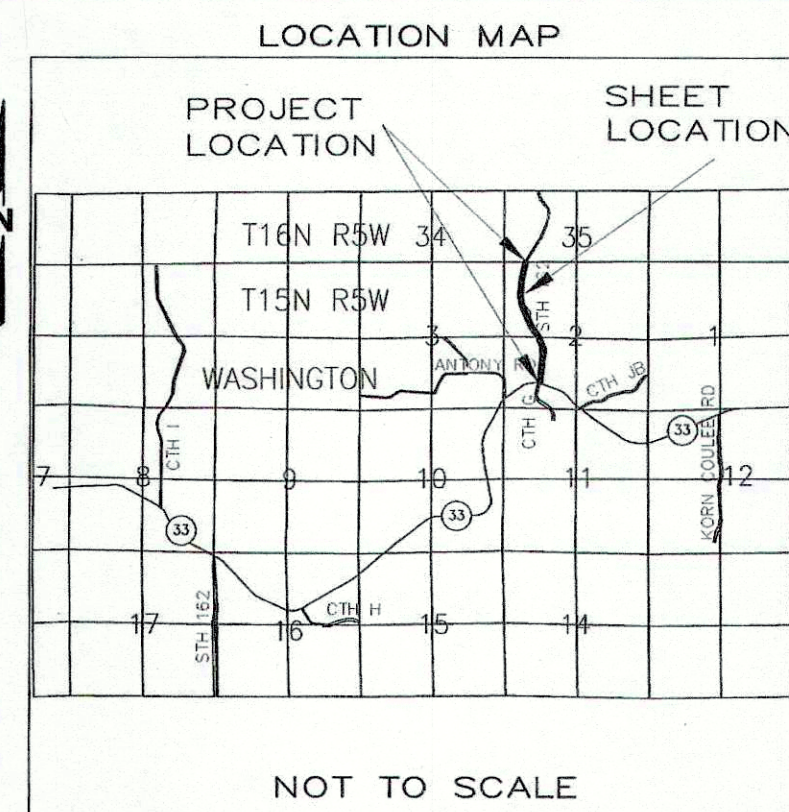 LOCATION MAP
PROJECT
LOCATION
SHEET
LOCATION
T16N R5W 34
35
T15N R5W
3
2
1
WASHINGTON
ANTONY
CTH JB
CTH G
CTH I
KORN COULEE RD
33
7
8
9
10
11
12
33
33
STH 162
CTH H
17
16
15
14
NOT TO SCALE